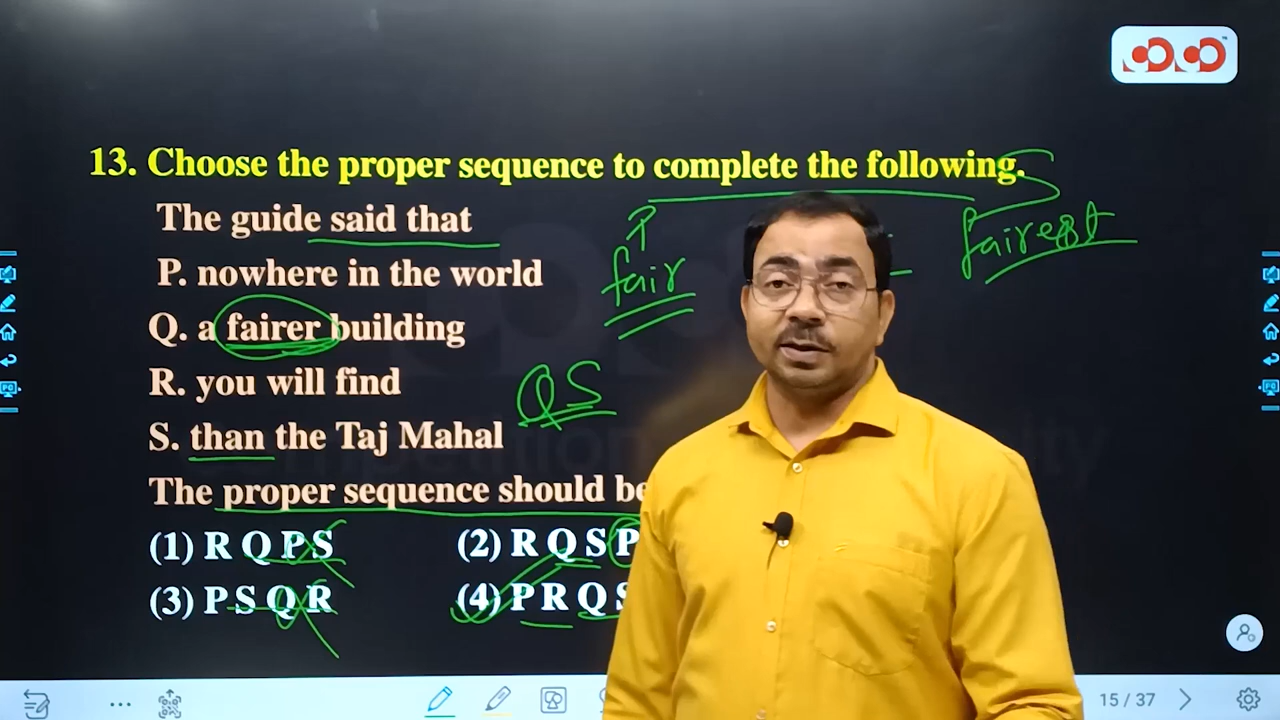 13. Choose the proper sequence to complete the following.
The guide said that
fair
fairest
P. nowhere in the world
Q. a fairer building
R. you will find
QS
S. than the Taj Mahal
The proper sequence should be
(1) R Q P S
(2) R Q S P
(3) P S Q R
(4) P R Q S
15 / 37